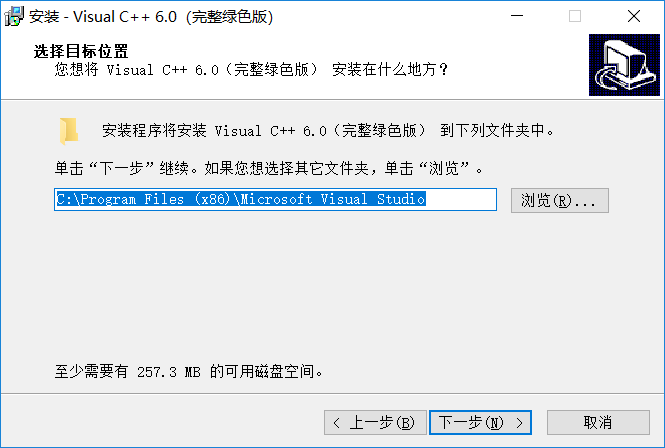 安装 - Visual C++ 6.0（完整绿色版）
选择目标位置
您想将 Visual C++ 6.0（完整绿色版） 安装在什么地方？
安装程序将安装 Visual C++ 6.0（完整绿色版） 到下列文件夹中。
单击“下一步”继续。如果您想选择其它文件夹，单击“浏览”。
C:\Program Files (x86)\Microsoft Visual Studio
浏览(R)...
至少需要有 257.3 MB 的可用磁盘空间。
< 上一步(B)
下一步(N) >
取消